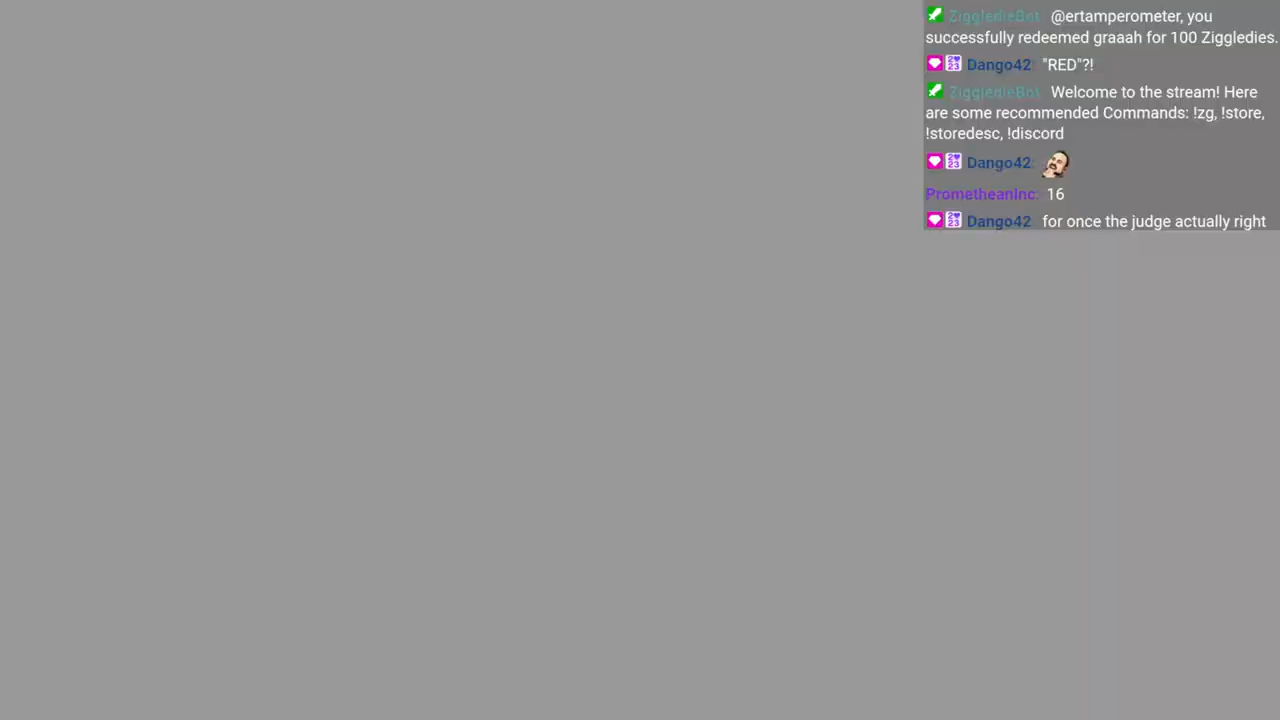 ZiggledieBot: @ertamperometer, you
successfully redeemed graaah for 100 Ziggledies.
Dango42: "RED"?!
ZiggledieBot: Welcome to the stream! Here
are some recommended Commands: !zg, !store,
!storedesc, !discord
Dango42:
PrometheanInc: 16
Dango42: for once the judge actually right